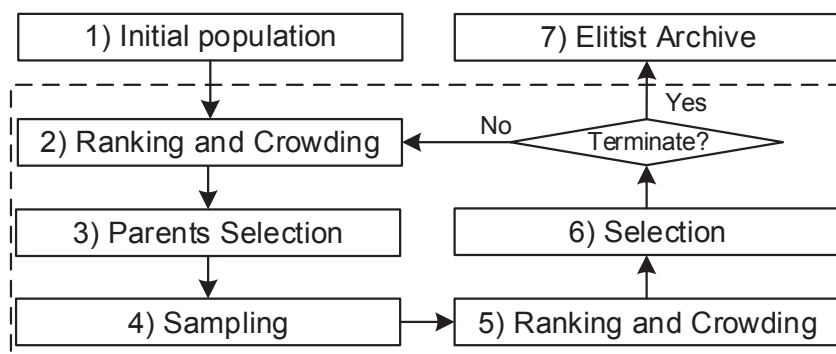 1) Initial population
7) Elitist Archive
Yes
No
2) Ranking and Crowding
Terminate?
3) Parents Selection
6) Selection
4) Sampling
5) Ranking and Crowding